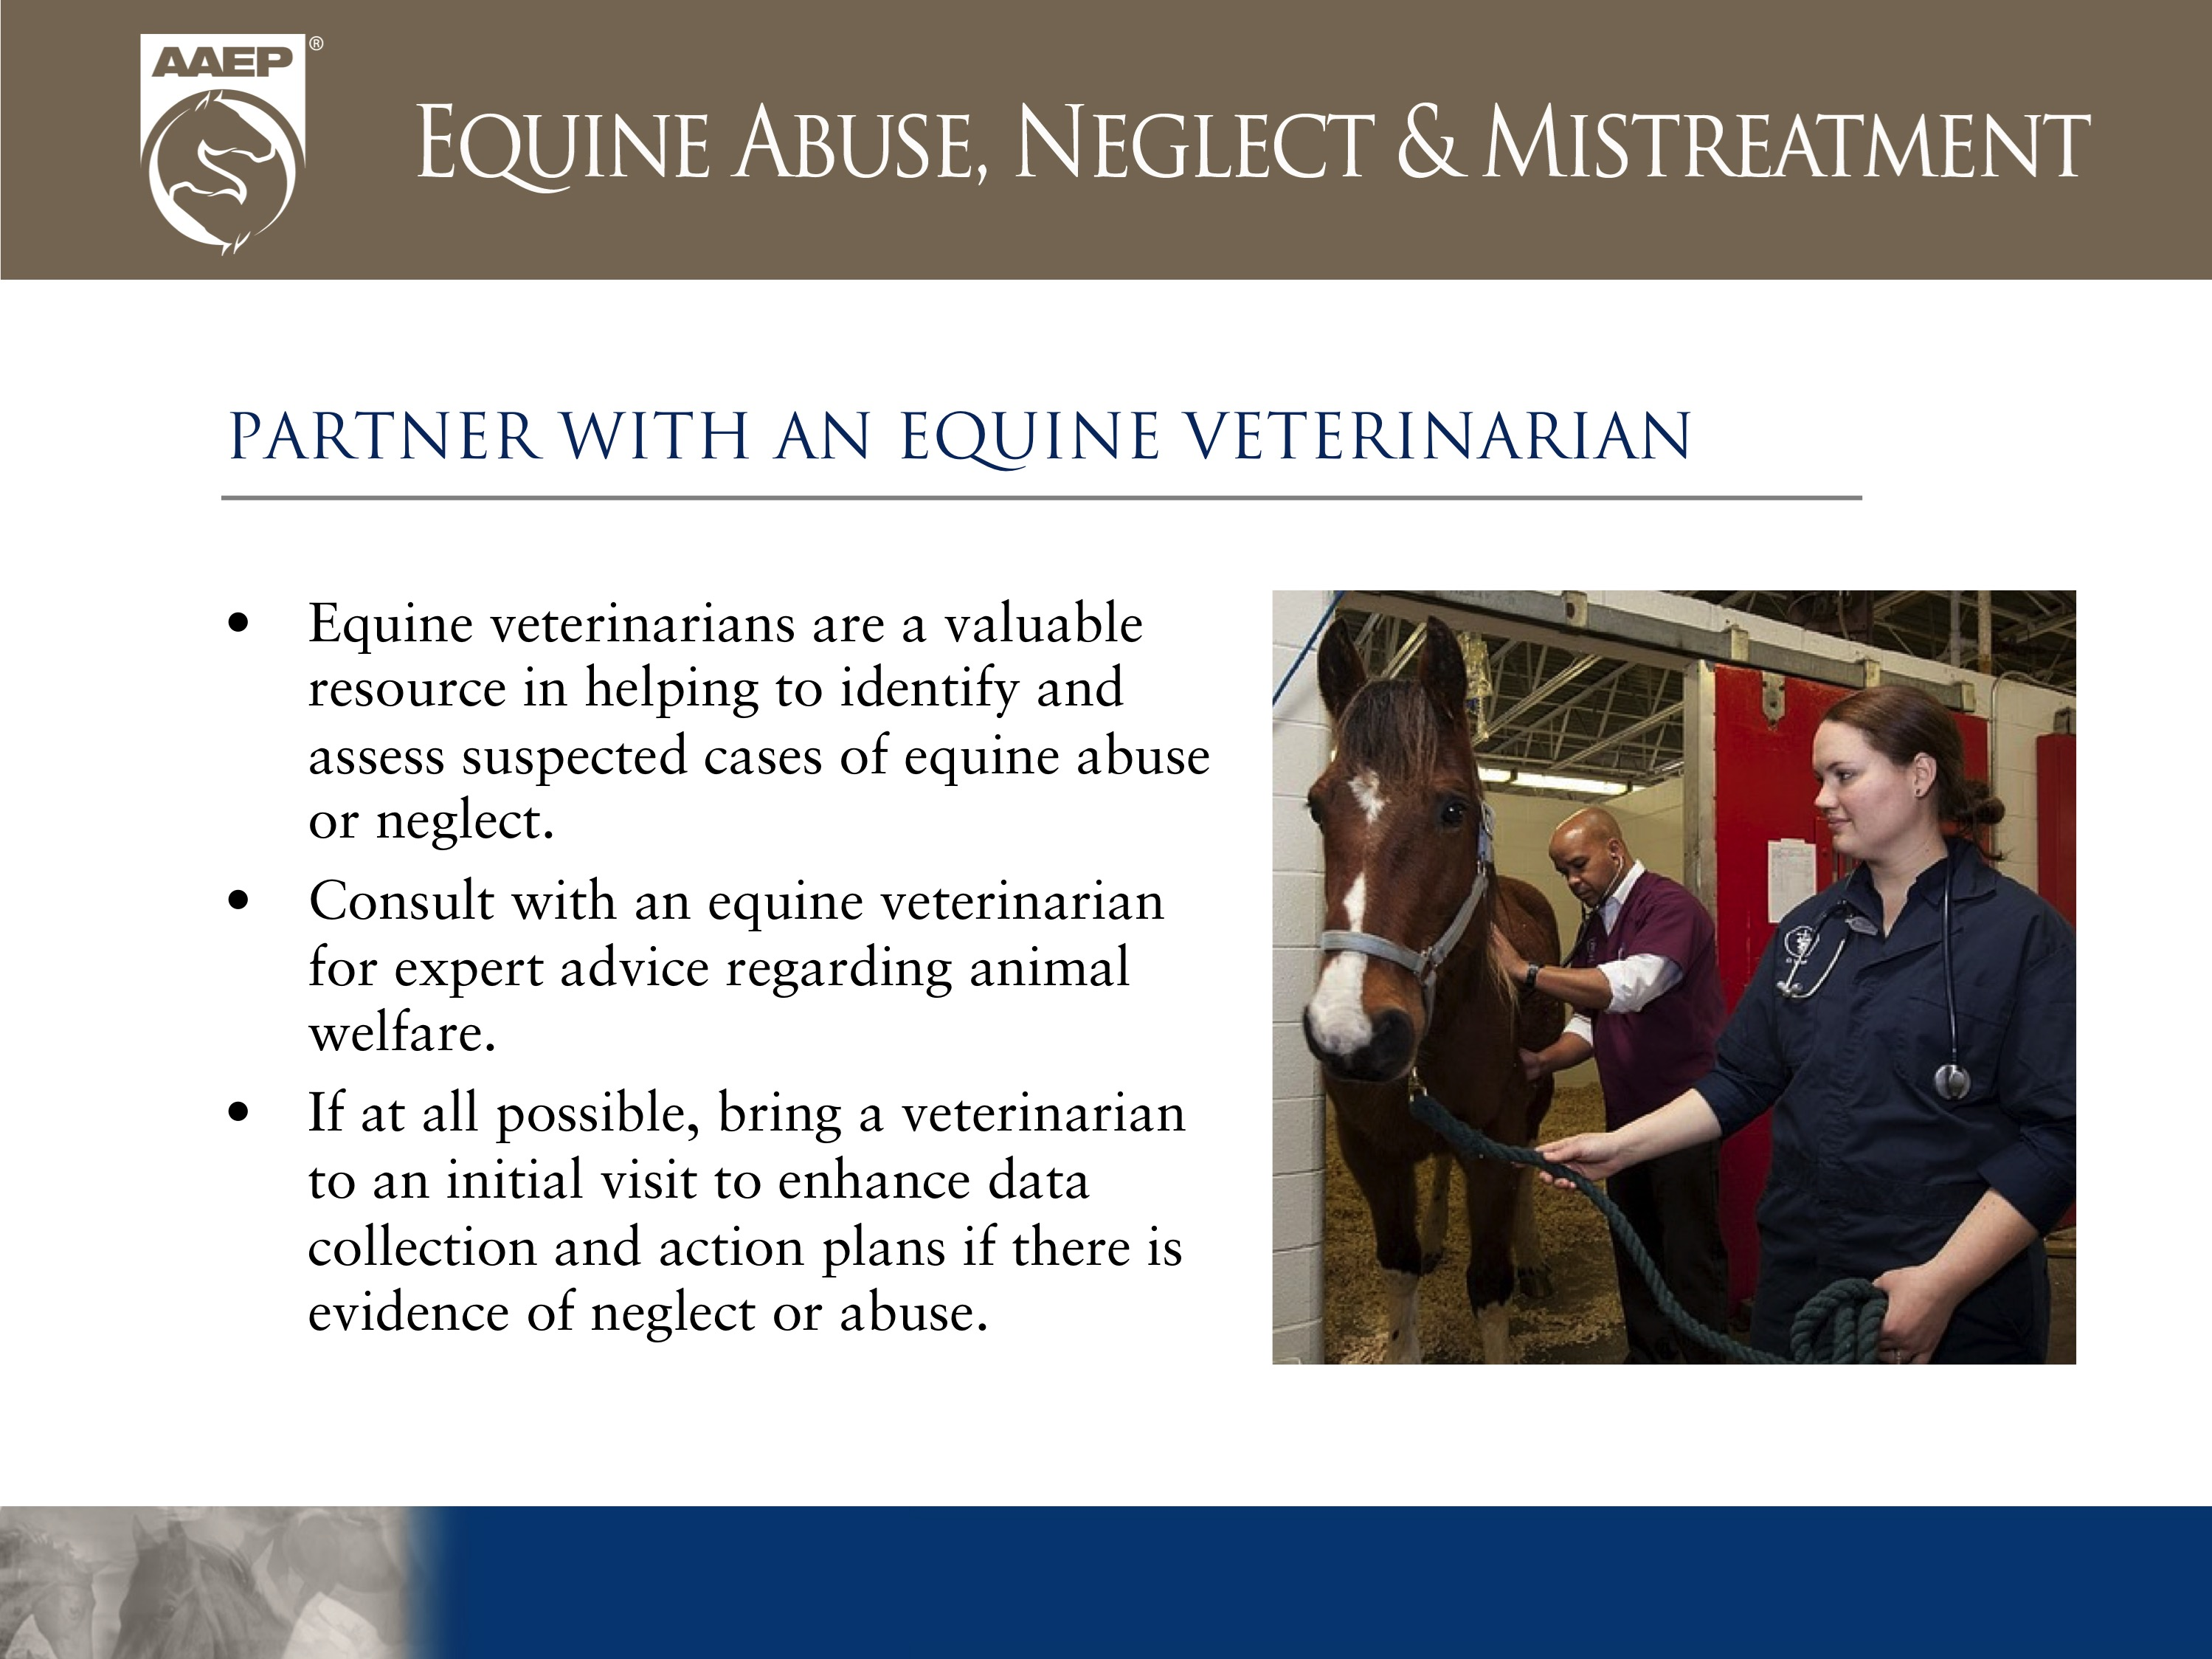 AAEP®
EQUINE ABUSE, NEGLECT & MISTREATMENT
PARTNER WITH AN EQUINE VETERINARIAN
• Equine veterinarians are a valuable
resource in helping to identify and
assess suspected cases of equine abuse
or neglect.
• Consult with an equine veterinarian
for expert advice regarding animal
welfare.
• If at all possible, bring a veterinarian
to an initial visit to enhance data
collection and action plans if there is
evidence of neglect or abuse.